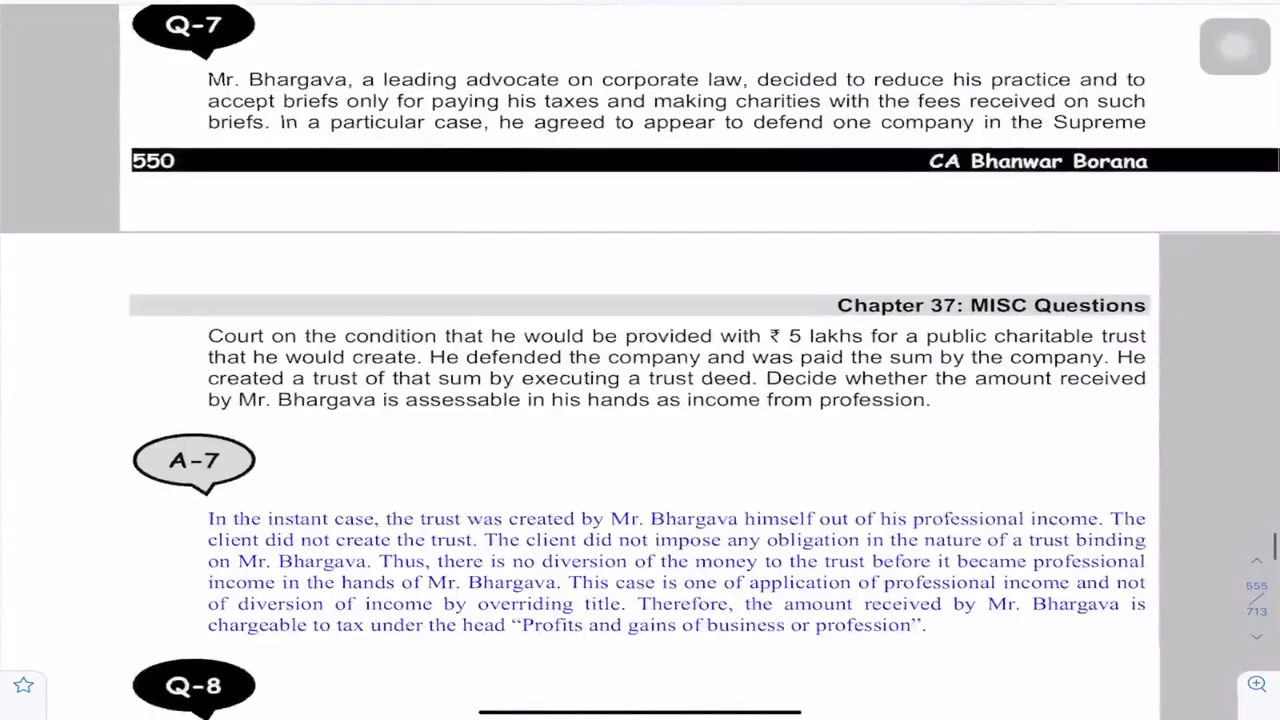 Q-7
Mr. Bhargava, a leading advocate on corporate law, decided to reduce his practice and to
accept briefs only for paying his taxes and making charities with the fees received on such
briefs. In a particular case, he agreed to appear to defend one company in the Supreme
550 CA Bhanwar Borana
Chapter 37: MISC Questions
Court on the condition that he would be provided with ₹ 5 lakhs for a public charitable trust
that he would create. He defended the company and was paid the sum by the company. He
created a trust of that sum by executing a trust deed. Decide whether the amount received
by Mr. Bhargava is assessable in his hands as income from profession.
A-7
In the instant case, the trust was created by Mr. Bhargava himself out of his professional income. The
client did not create the trust. The client did not impose any obligation in the nature of a trust binding
on Mr. Bhargava. Thus, there is no diversion of the money to the trust before it became professional
income in the hands of Mr. Bhargava. This case is one of application of professional income and not
of diversion of income by overriding title. Therefore, the amount received by Mr. Bhargava is
chargeable to tax under the head “Profits and gains of business or profession”.
555
713
Q-8